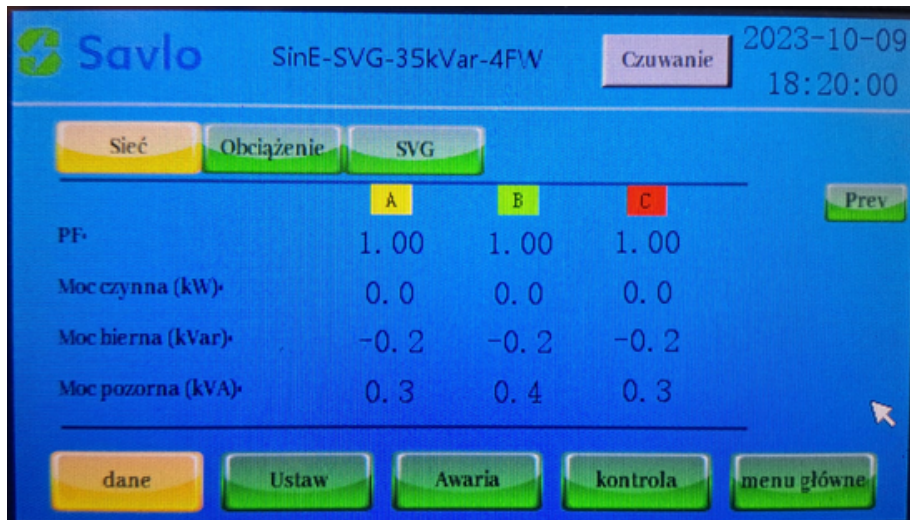 Savlo
SinE-SVG-35kVar-4FW
Czuwanie
2023-10-09
18:20:00
Sieć Obciążenie SVG
A B C
Prev
PF: 1.00 1.00 1.00
Moc czynna (kW): 0.0 0.0 0.0
Moc bierna (kVar): -0.2 -0.2 -0.2
Moc pozorna (kVA): 0.3 0.4 0.3
dane Ustaw Awaria kontrola menu główne